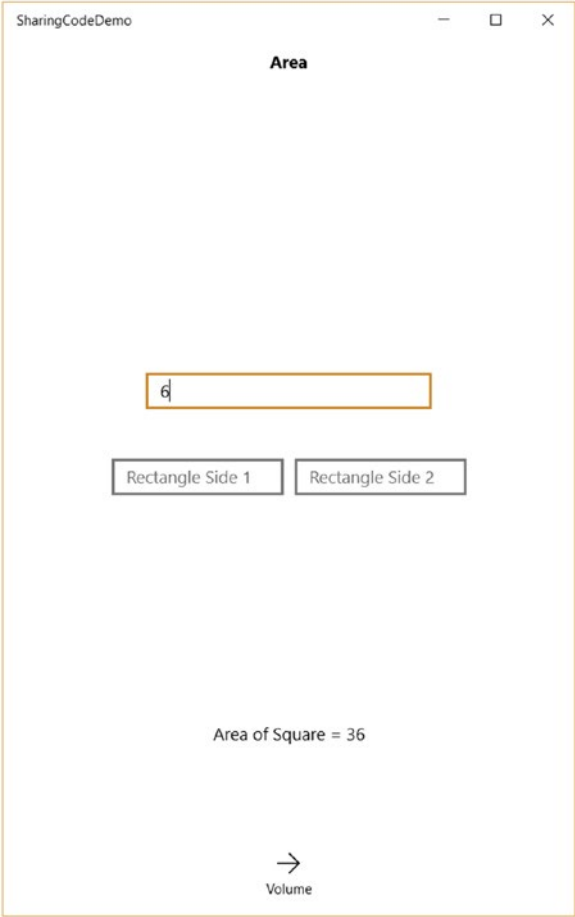 SharingCodeDemo
Area
6
Rectangle Side 1 Rectangle Side 2
Area of Square = 36
Volume